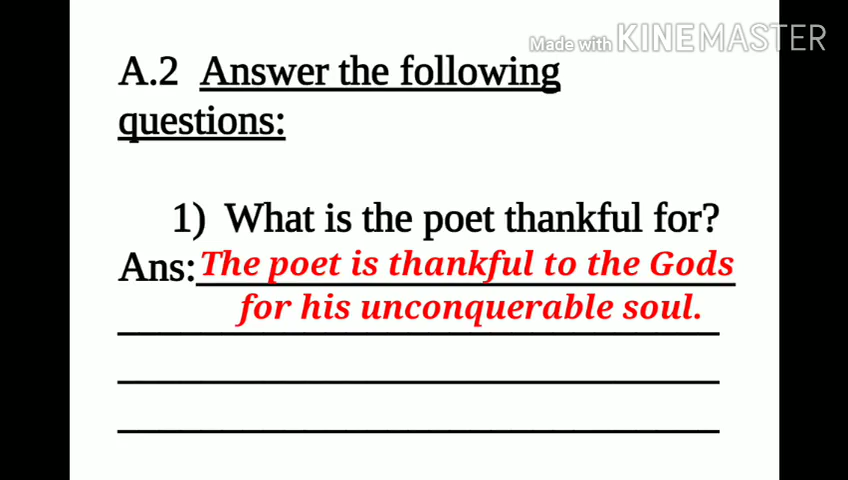 Made with KINEMASTER
A.2 Answer the following
questions:
1) What is the poet thankful for?
Ans: The poet is thankful to the Gods
for his unconquerable soul.